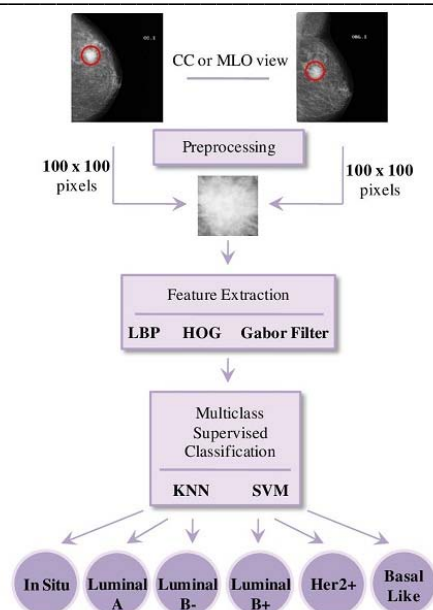 CC or MLO view
Preprocessing
100 x 100
pixels
100 x 100
pixels
Feature Extraction
LBP HOG Gabor Filter
Multiclass
Supervised
Classification
KNN SVM
In Situ
Luminal
A
Luminal
B-
Luminal
B+
Her2+
Basal
Like